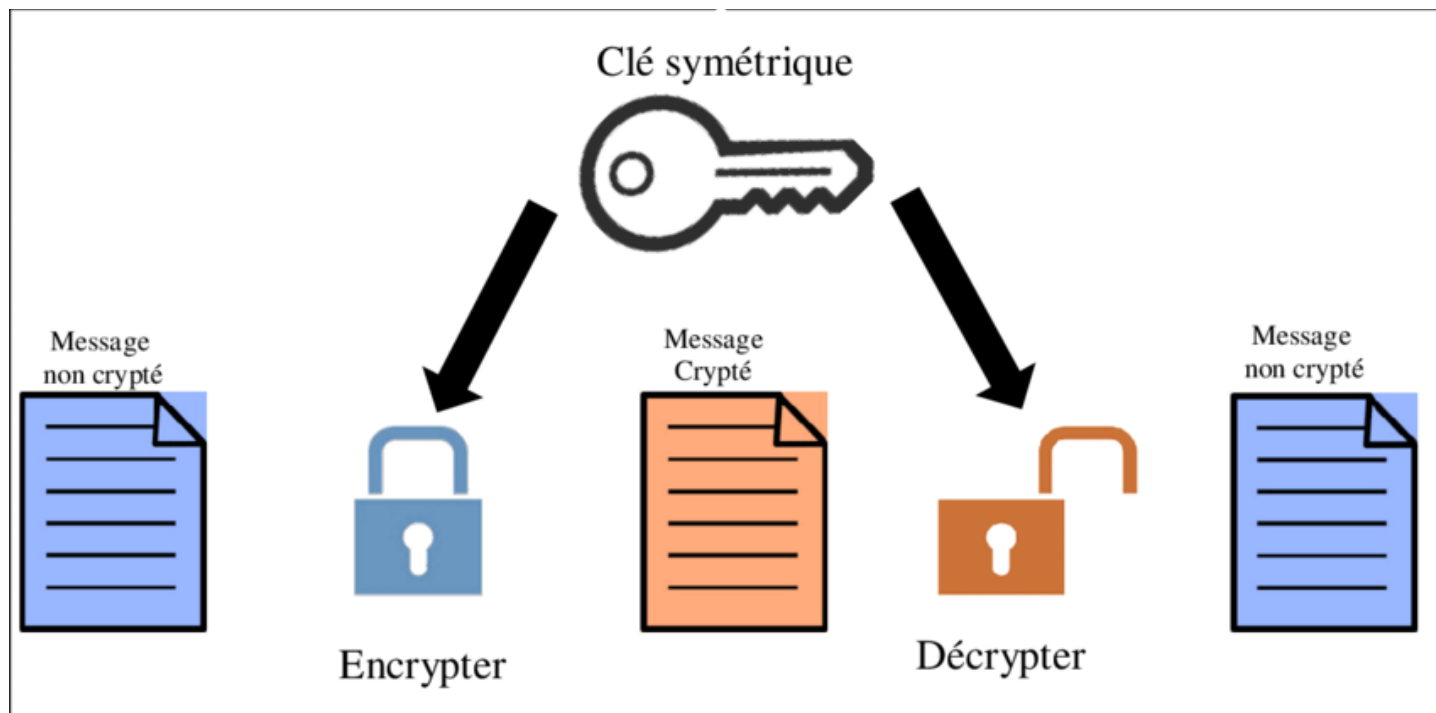 Clé symétrique
Message
non crypté
Message
Crypté
Message
non crypté
Encrypter
Décrypter